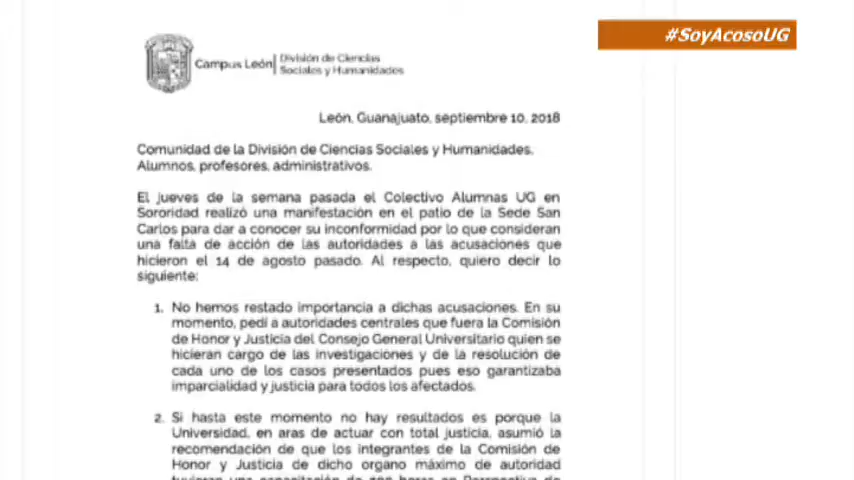 #SoyAcosoUG
Campus León
División de Ciencias
Sociales y Humanidades
León, Guanajuato, septiembre 10, 2018
Comunidad de la División de Ciencias Sociales y Humanidades.
Alumnos, profesores, administrativos.
El jueves de la semana pasada el Colectivo Alumnas UG en
Sororidad realizó una manifestación en el patio de la Sede San
Carlos para dar a conocer su inconformidad por lo que consideran
una falta de acción de las autoridades a las acusaciones que
hicieron el 14 de agosto pasado. Al respecto, quiero decir lo
siguiente:
1. No hemos restado importancia a dichas acusaciones. En su
momento, pedí a autoridades centrales que fuera la Comisión
de Honor y Justicia del Consejo General Universitario quien se
hicieran cargo de las investigaciones y de la resolución de
cada uno de los casos presentados pues eso garantizaba
imparcialidad y justicia para todos los afectados.
2. Si hasta este momento no hay resultados es porque la
Universidad, en aras de actuar con total justicia, asumió la
recomendación de que los integrantes de la Comisión de
Honor y Justicia de dicho organo máximo de autoridad